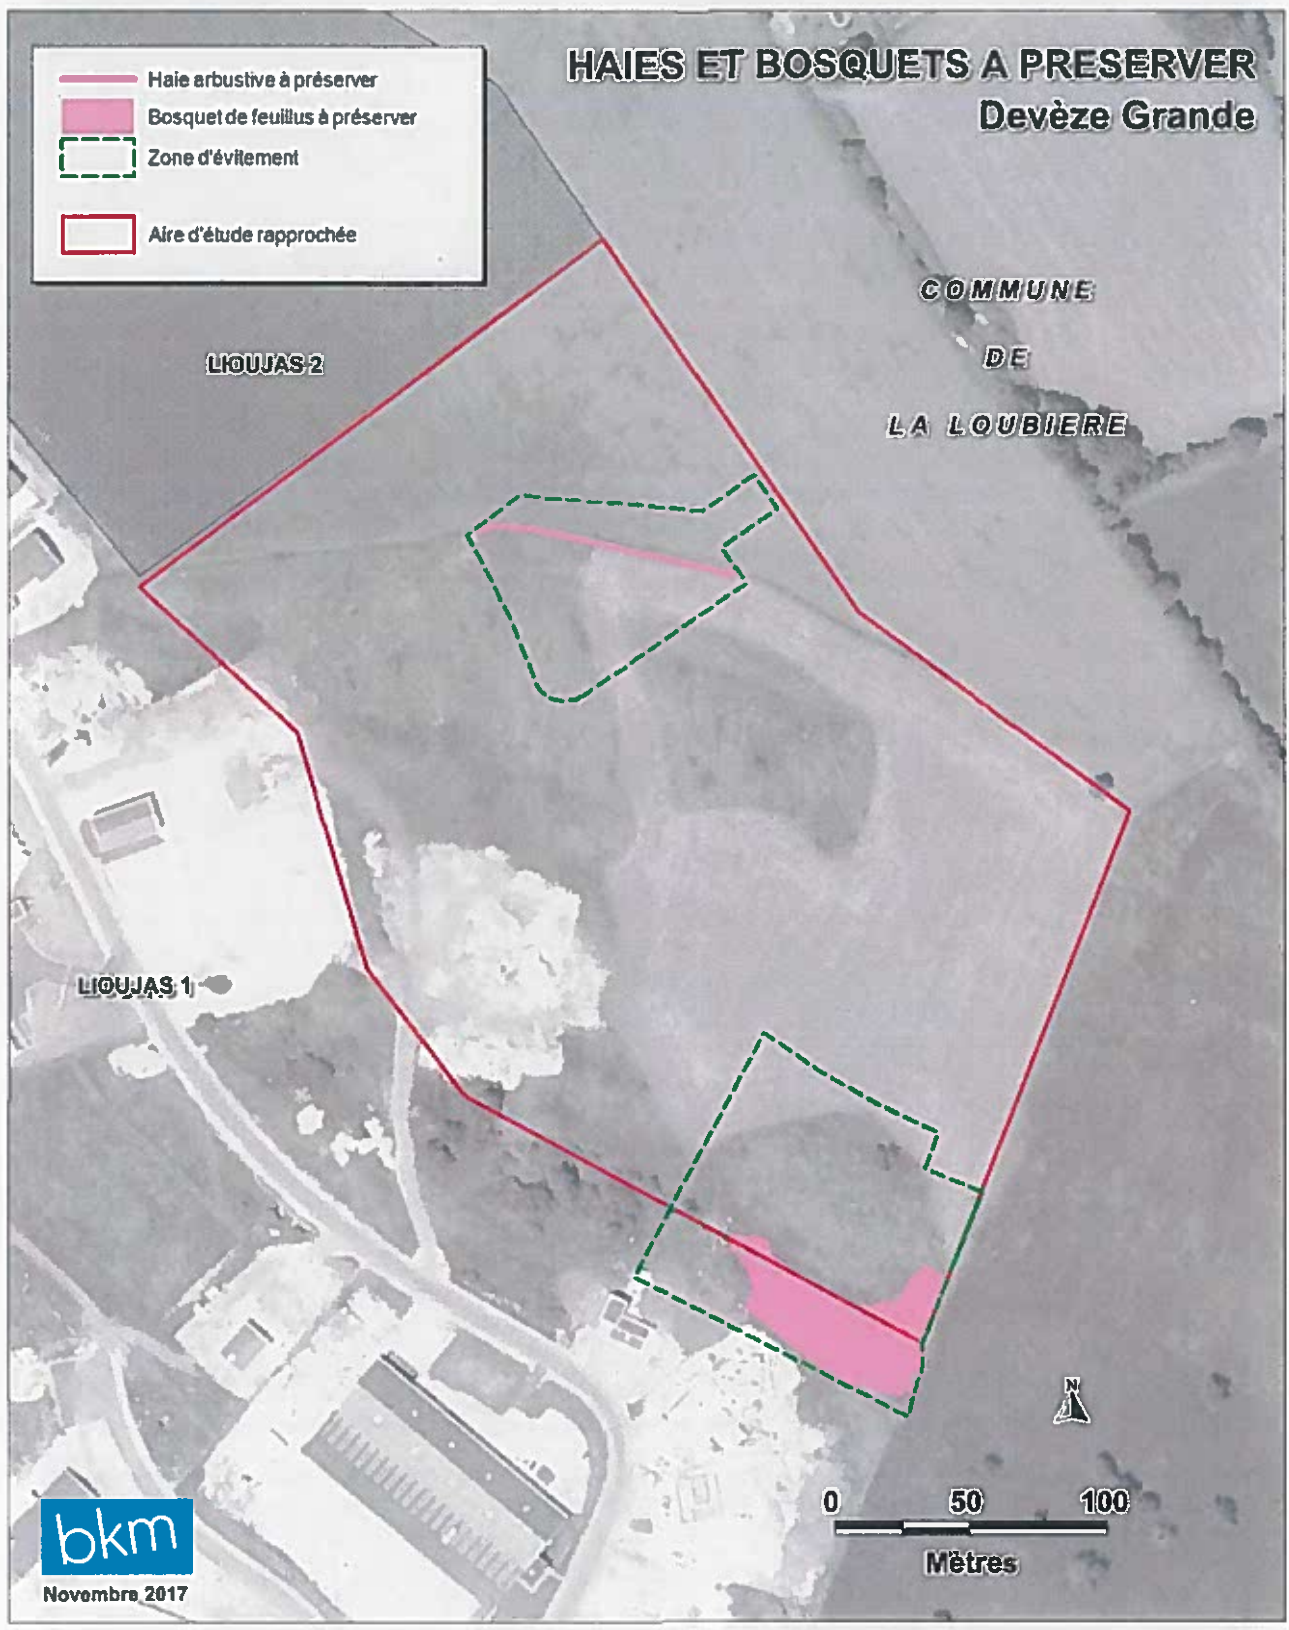 HAIES ET BOSQUETS A PRESERVER
Devèze Grande
Haie arbustive à préserver
Bosquet de feuillus à préserver
Zone d'évitement
Aire d'étude rapprochée
COMMUNE
DE
LA LOUBIERE
LIOUJAS 2
LIOUJAS 1
N
0 50 100
Mètres
bkm
Novembre 2017